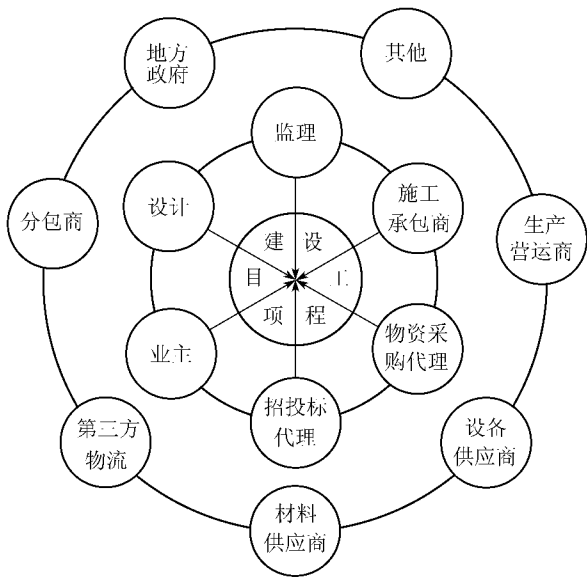 地方
政府
其他
监理
设计
施工
承包商
分包商
生产
营运商
建设
目工
项程
业主
物资采
购代理
招投标
代理
第三方
物流
设备
供应商
材料
供应商